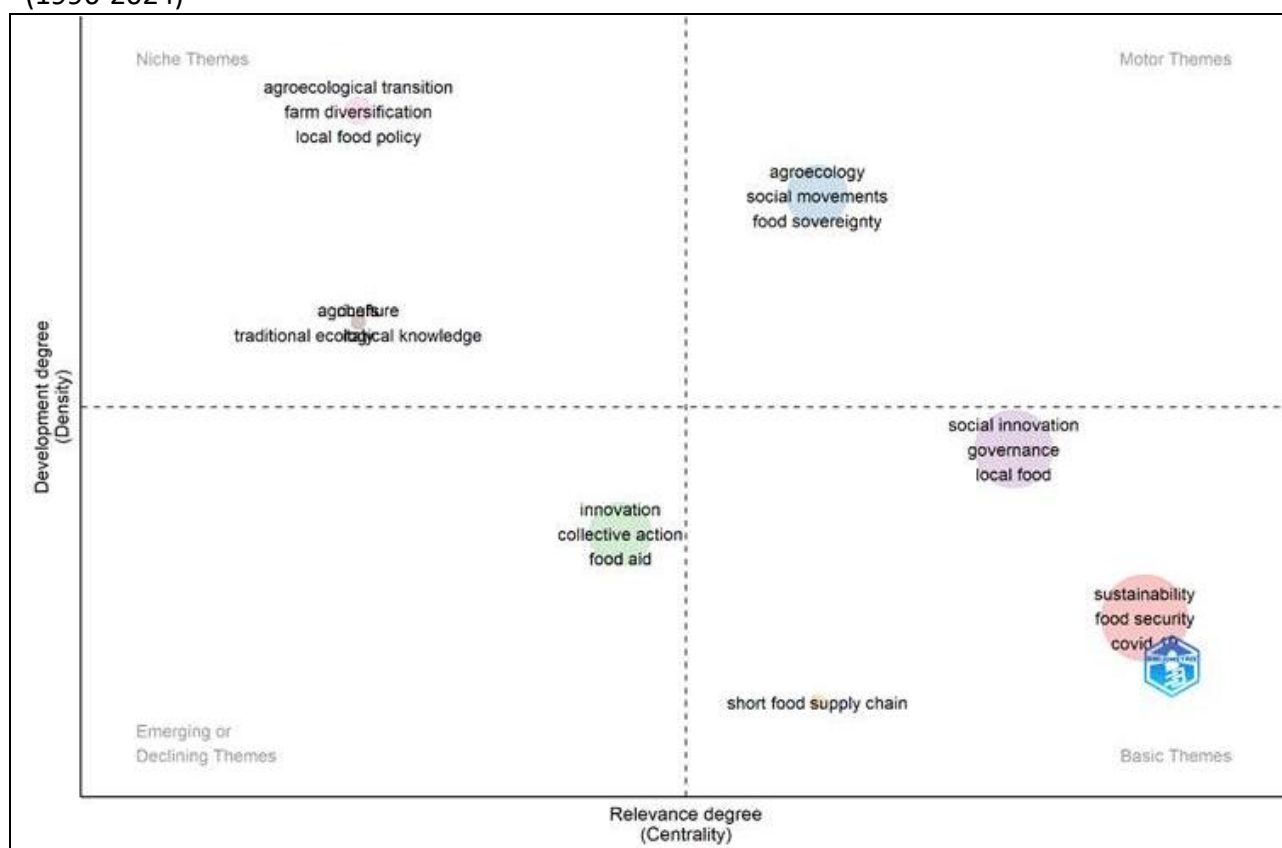 (1990-2024)
Niche Themes
Motor Themes
agroecological transition
farm diversification
local food policy
agroecology
social movements
food sovereignty
traditional knowledge
Development degree
(Density)
social innovation
governance
local food
innovation
collective action
food aid
sustainability
food security
covid
short food supply chain
Emerging or
Declining Themes
Basic Themes
Relevance degree
(Centrality)